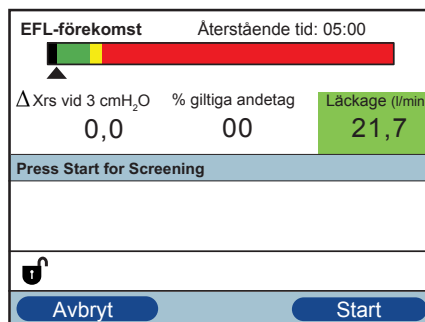 EFL-förekomst Återstående tid: 05:00
ΔXrs vid 3 cmH₂O % giltiga andetag Läckage (l/min
0,0 00 21,7
Press Start for Screening
Avbryt Start